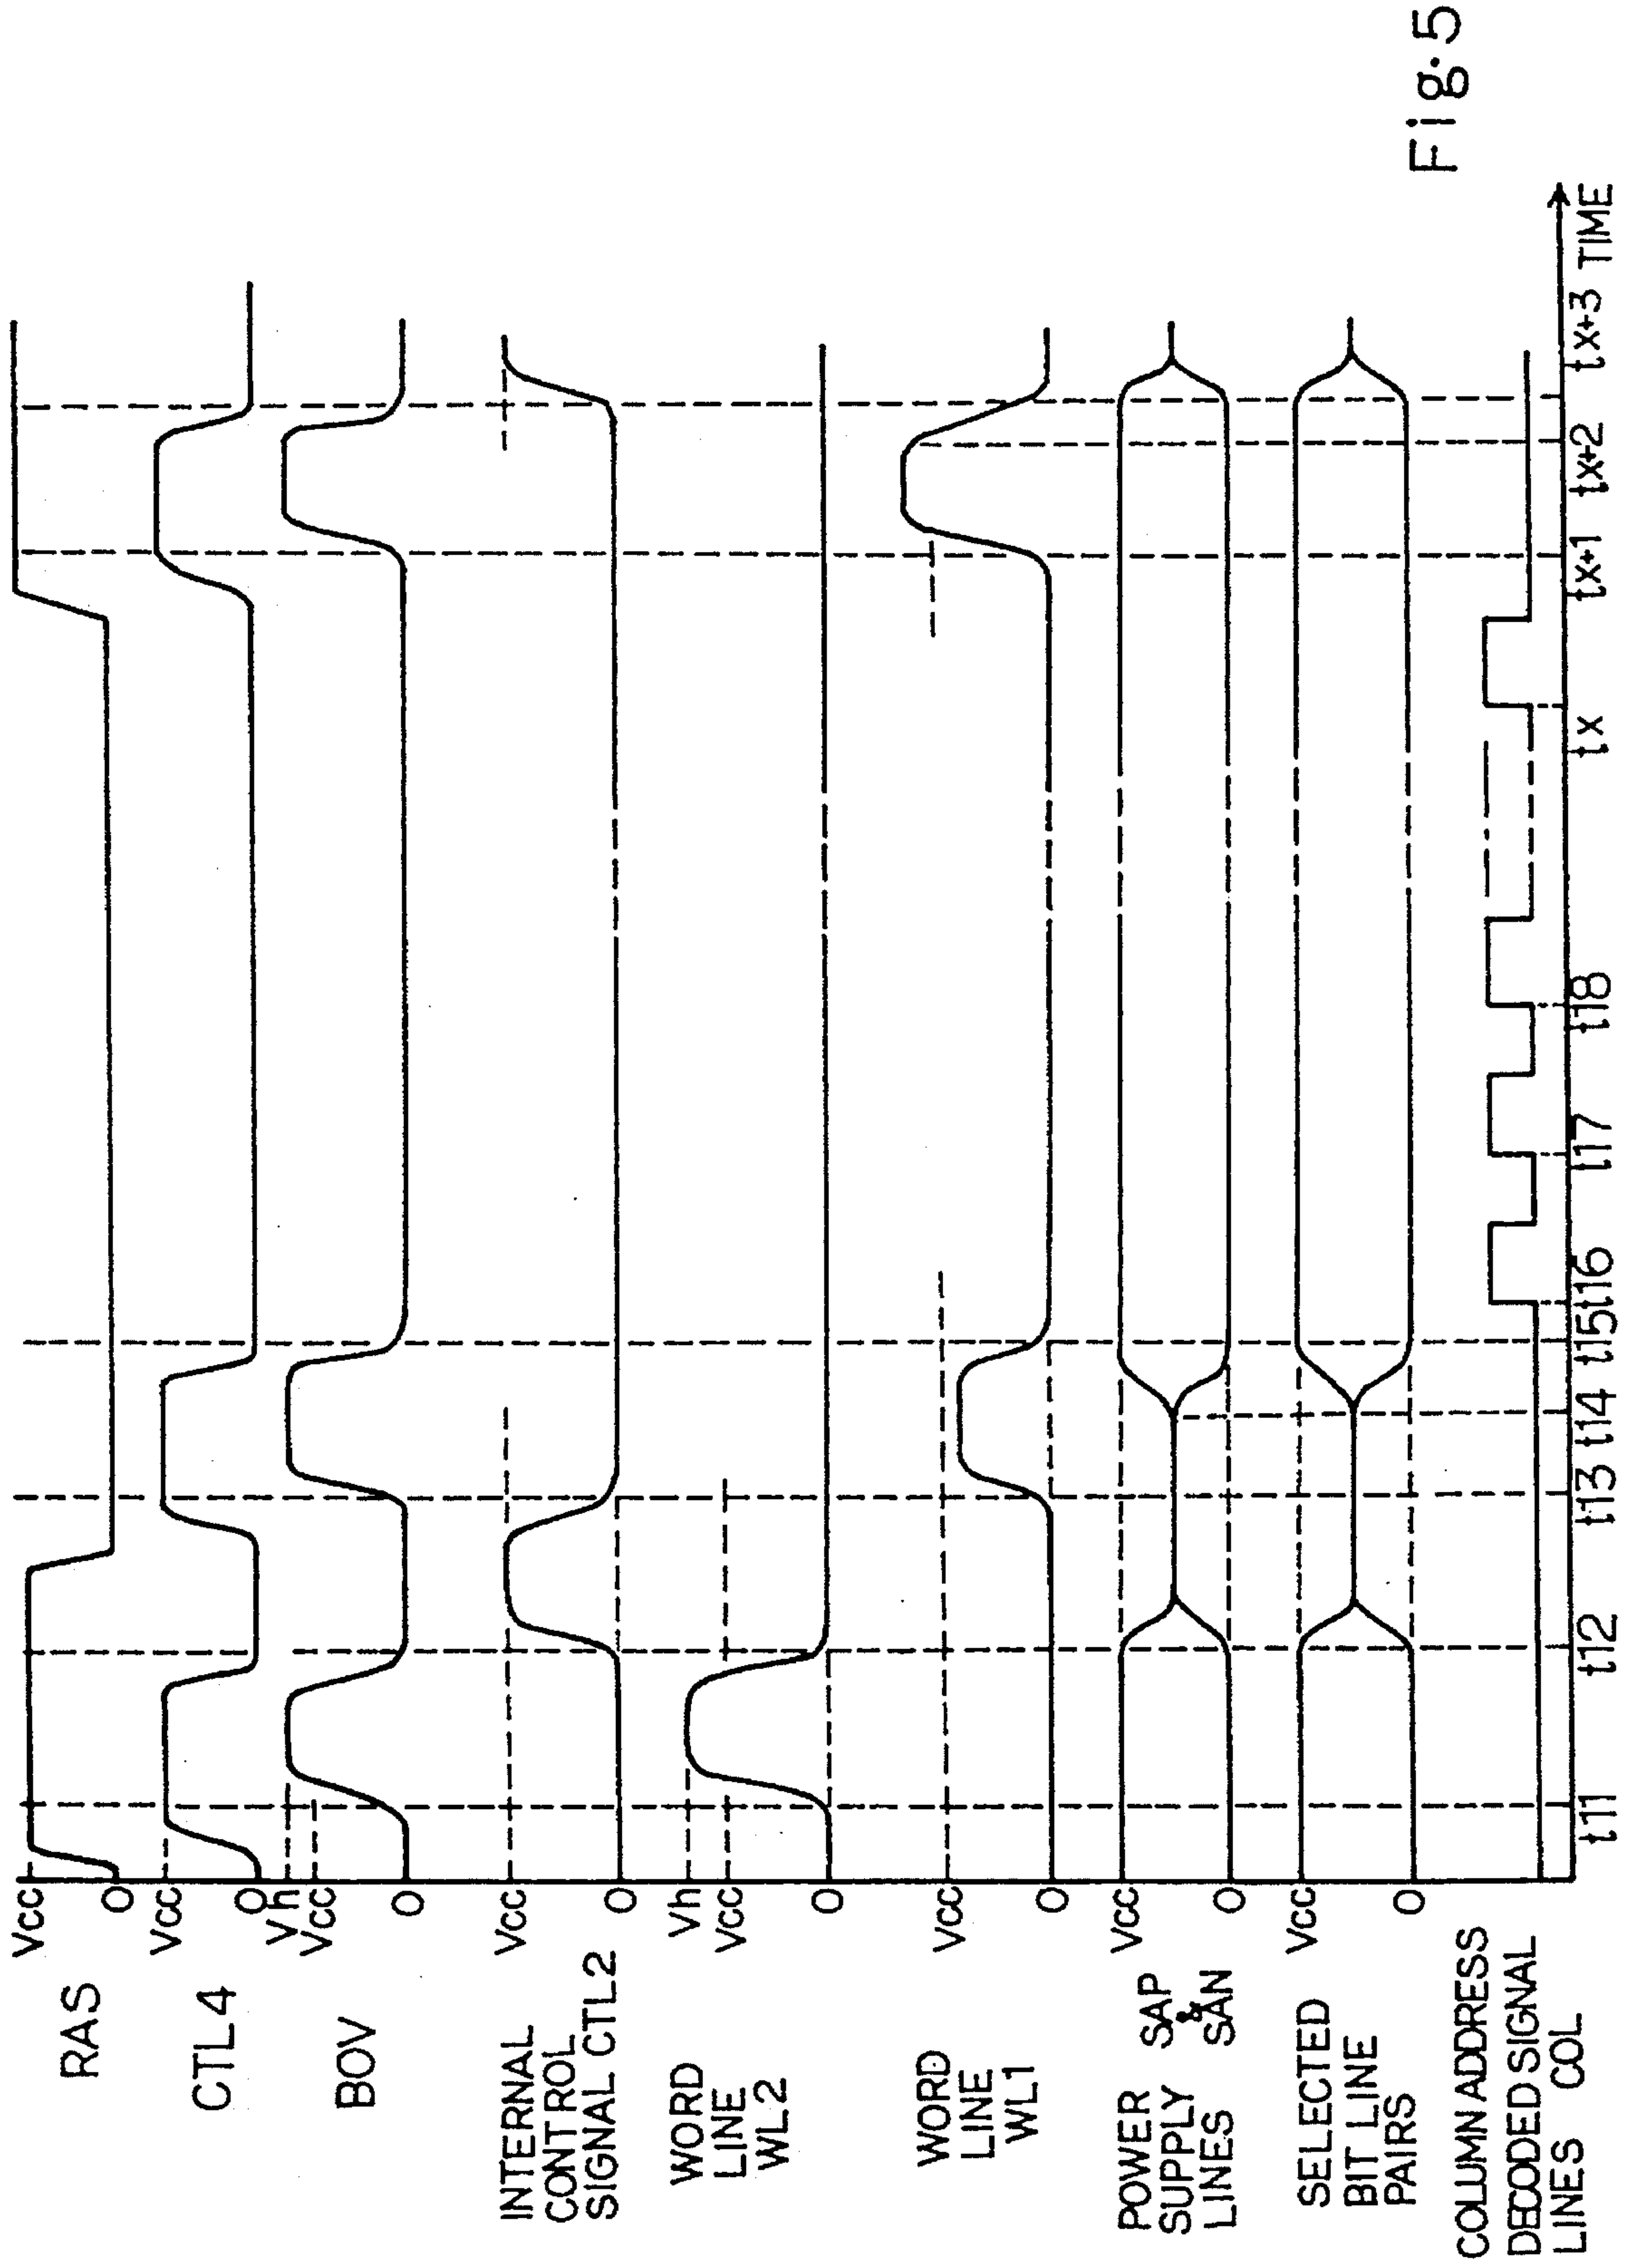 RAS
Vcc
0
CTL4
Vcc
0
BOV
Vh
Vcc
0
INTERNAL
CONTROL
SIGNAL CTL2
Vcc
0
WORD
LINE
WL2
Vh
Vcc
0
WORD
LINE
WL1
Vcc
0
POWER SAP
SUPPLY &
LINES SAN
Vcc
0
SELECTED
BIT LINE
PAIRS
Vcc
0
COLUMN ADDRESS
DECODED SIGNAL
LINES COL
t11 t12 t13 t14 t15 t16 t17 t18 tx tx+1 tx+2 tx+3 TIME
Fig.5